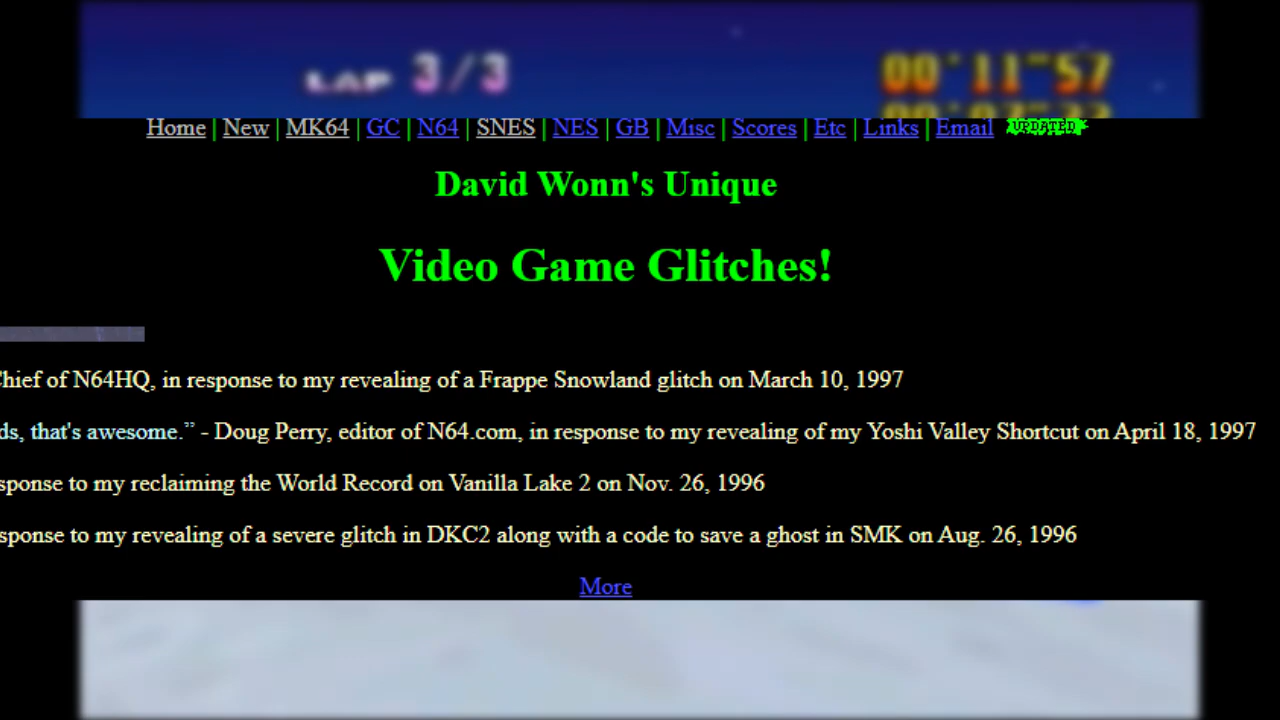 LAP 3/3 00'11"57
Home | New | MK64 | GC | N64 | SNES | NES | GB | Misc | Scores | Etc | Links | Email UPDATED
David Wonn's Unique
Video Game Glitches!
Chief of N64HQ, in response to my revealing of a Frappe Snowland glitch on March 10, 1997
ds, that's awesome.” - Doug Perry, editor of N64.com, in response to my revealing of my Yoshi Valley Shortcut on April 18, 1997
sponse to my reclaiming the World Record on Vanilla Lake 2 on Nov. 26, 1996
sponse to my revealing of a severe glitch in DKC2 along with a code to save a ghost in SMK on Aug. 26, 1996
More